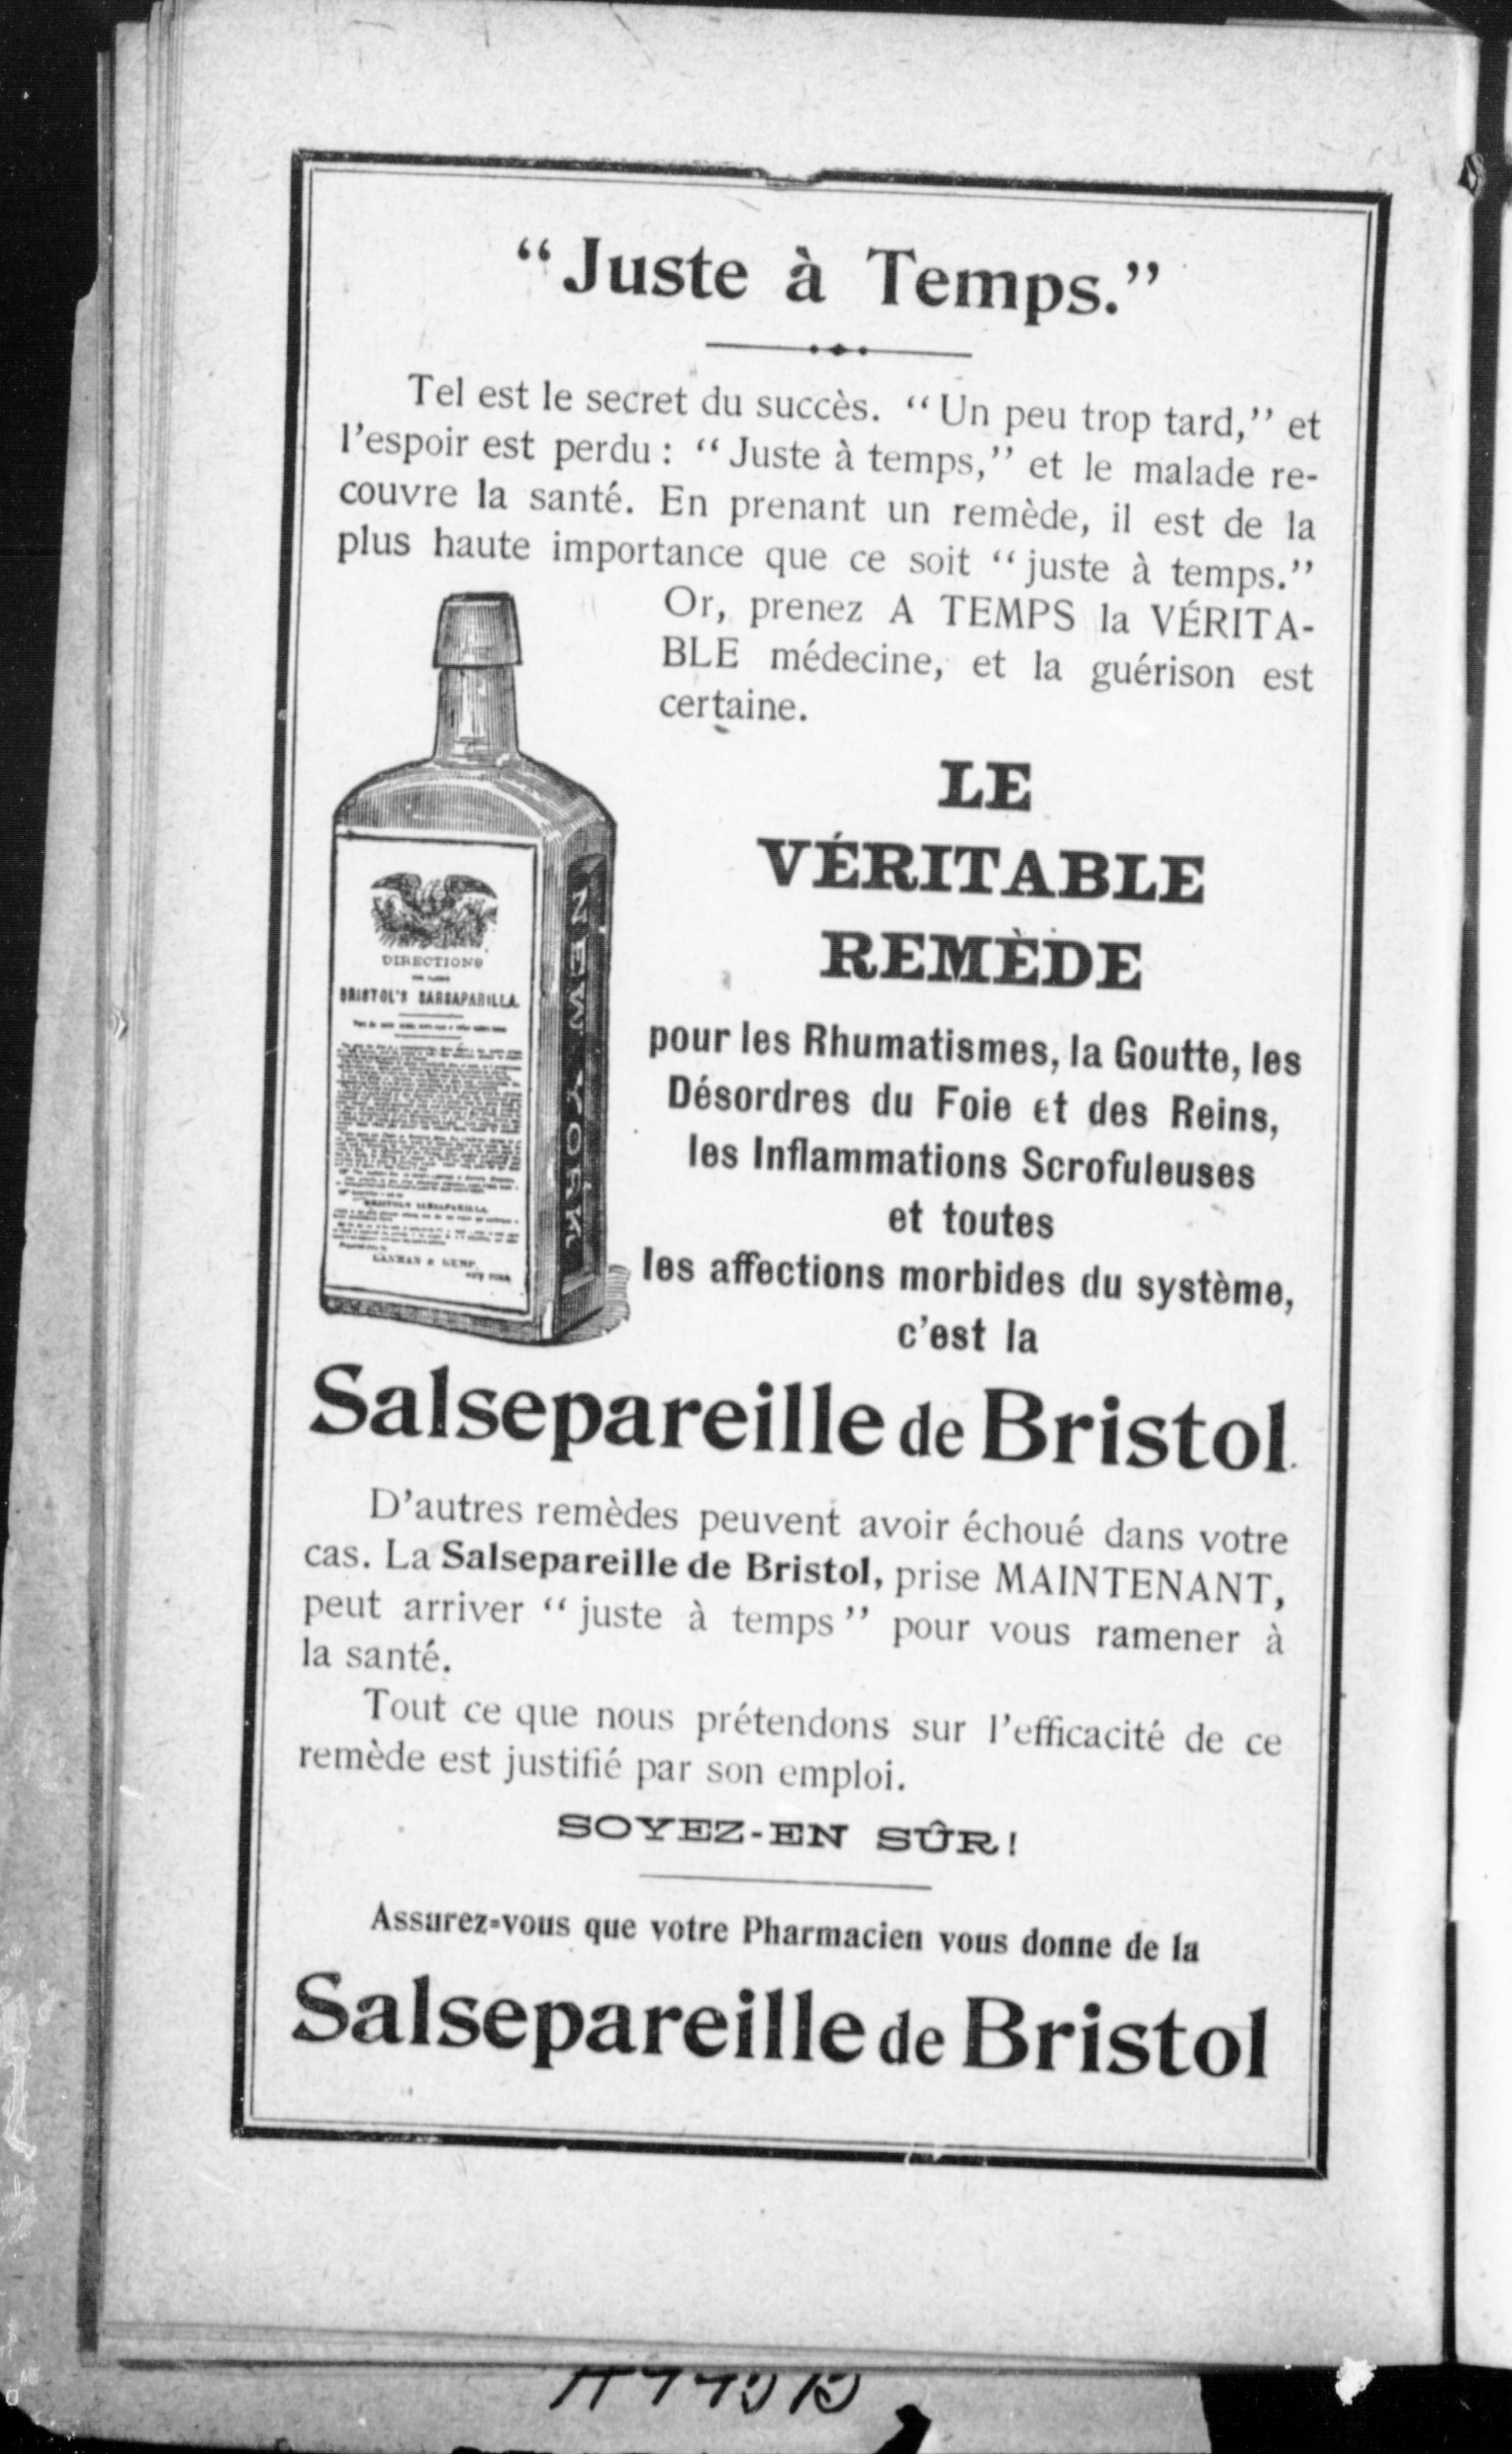 “Juste à Temps.”
Tel est le secret du succès. “Un peu trop tard,” et
l’espoir est perdu : “Juste à temps,” et le malade re-
couvre la santé. En prenant un remède, il est de la
plus haute importance que ce soit “juste à temps.”
Or, prenez A TEMPS la VÉRITA-
BLE médecine, et la guérison est
certaine.
DIRECTIONS
BRISTOL'S SARSAPARILLA.
BRISTOL'S SARSAPARILLA
LANMAN & KEMP,
NEW YORK
NEW YORK
LE
VÉRITABLE
REMÈDE
pour les Rhumatismes, la Goutte, les
Désordres du Foie et des Reins,
les Inflammations Scrofuleuses
et toutes
les affections morbides du système,
c’est la
Salsepareille de Bristol.
D’autres remèdes peuvent avoir échoué dans votre
cas. La Salsepareille de Bristol, prise MAINTENANT,
peut arriver “juste à temps” pour vous ramener à
la santé.
Tout ce que nous prétendons sur l’efficacité de ce
remède est justifié par son emploi.
SOYEZ-EN SÛR!
Assurez-vous que votre Pharmacien vous donne de la
Salsepareille de Bristol